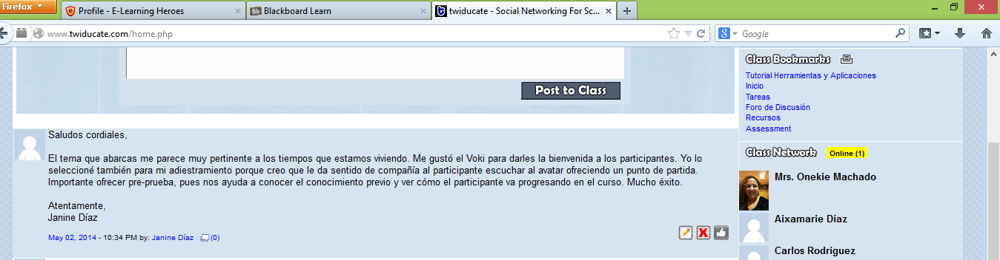 Firefox
Profile - E-Learning Heroes
Blackboard Learn
twiducate - Social Networking For Sc...
www.twiducate.com/home.php
Google
Post to Class
Saludos cordiales,
El tema que abarcas me parece muy pertinente a los tiempos que estamos viviendo. Me gustó el Voki para darles la bienvenida a los participantes. Yo lo
seleccioné también para mi adiestramiento porque creo que le da sentido de compañía al participante escuchar al avatar ofreciendo un punto de partida.
Importante ofrecer pre-prueba, pues nos ayuda a conocer el conocimiento previo y ver cómo el participante va progresando en el curso. Mucho éxito.
Atentamente,
Janine Díaz
May 02, 2014 - 10:34 PM by: Janine Díaz (0)
Class Bookmarks
Tutorial Herramientas y Aplicaciones
Inicio
Tareas
Foro de Discusión
Recursos
Assessment
Class Network Online (1)
Mrs. Onekie Machado
Aixamarie Díaz
Carlos Rodríguez